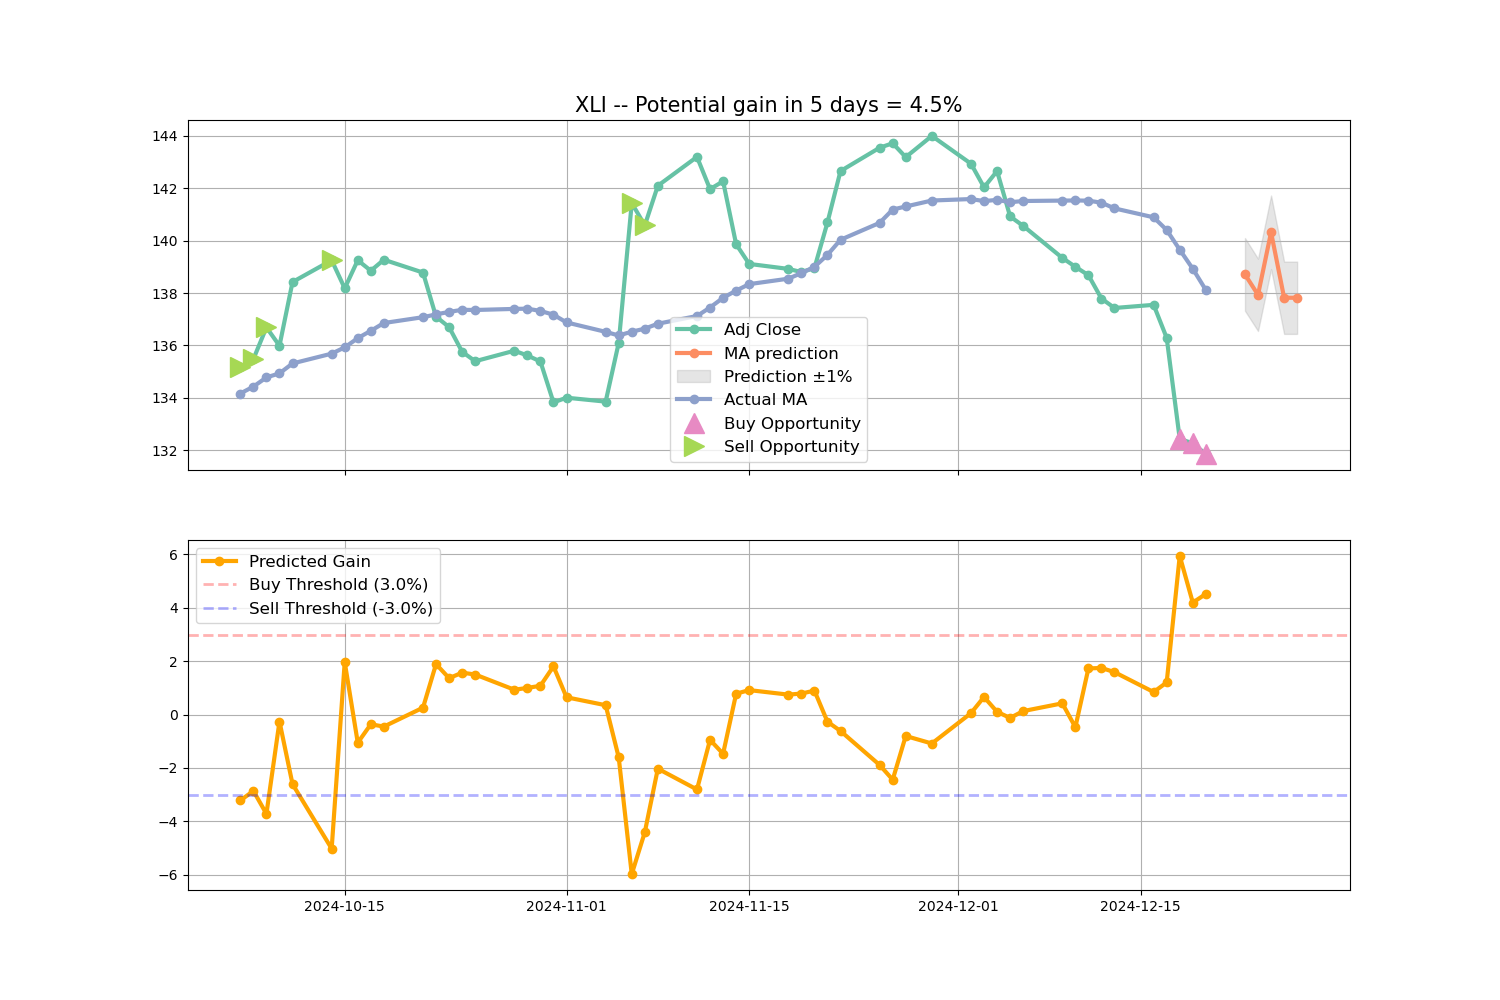 XLI -- Potential gain in 5 days = 4.5%
144
142
140
138
136
134
132
Adj Close
MA prediction
Prediction ±1%
Actual MA
Buy Opportunity
Sell Opportunity
6
4
2
0
−2
−4
−6
Predicted Gain
Buy Threshold (3.0%)
Sell Threshold (-3.0%)
2024-10-15
2024-11-01
2024-11-15
2024-12-01
2024-12-15